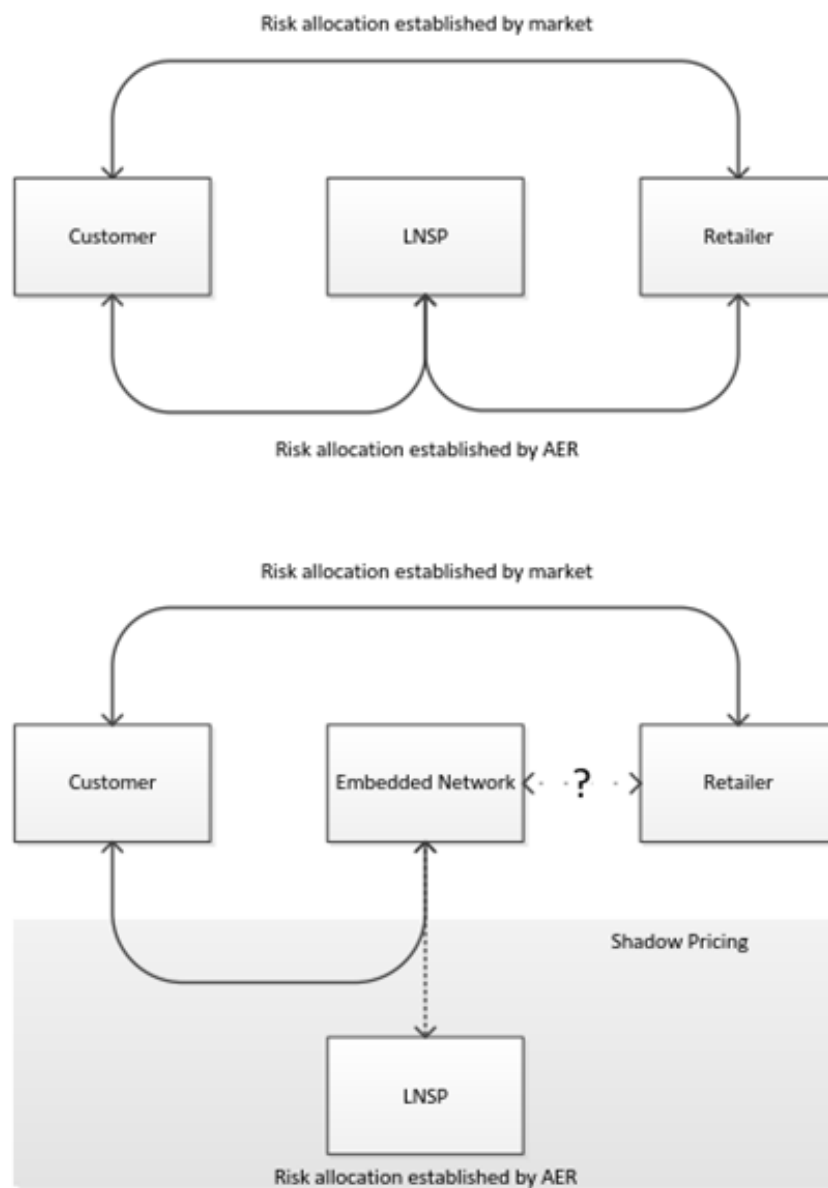 Risk allocation established by market
Customer
LNSP
Retailer
Risk allocation established by AER
Risk allocation established by market
Customer
Embedded Network
?
Retailer
Shadow Pricing
LNSP
Risk allocation established by AER